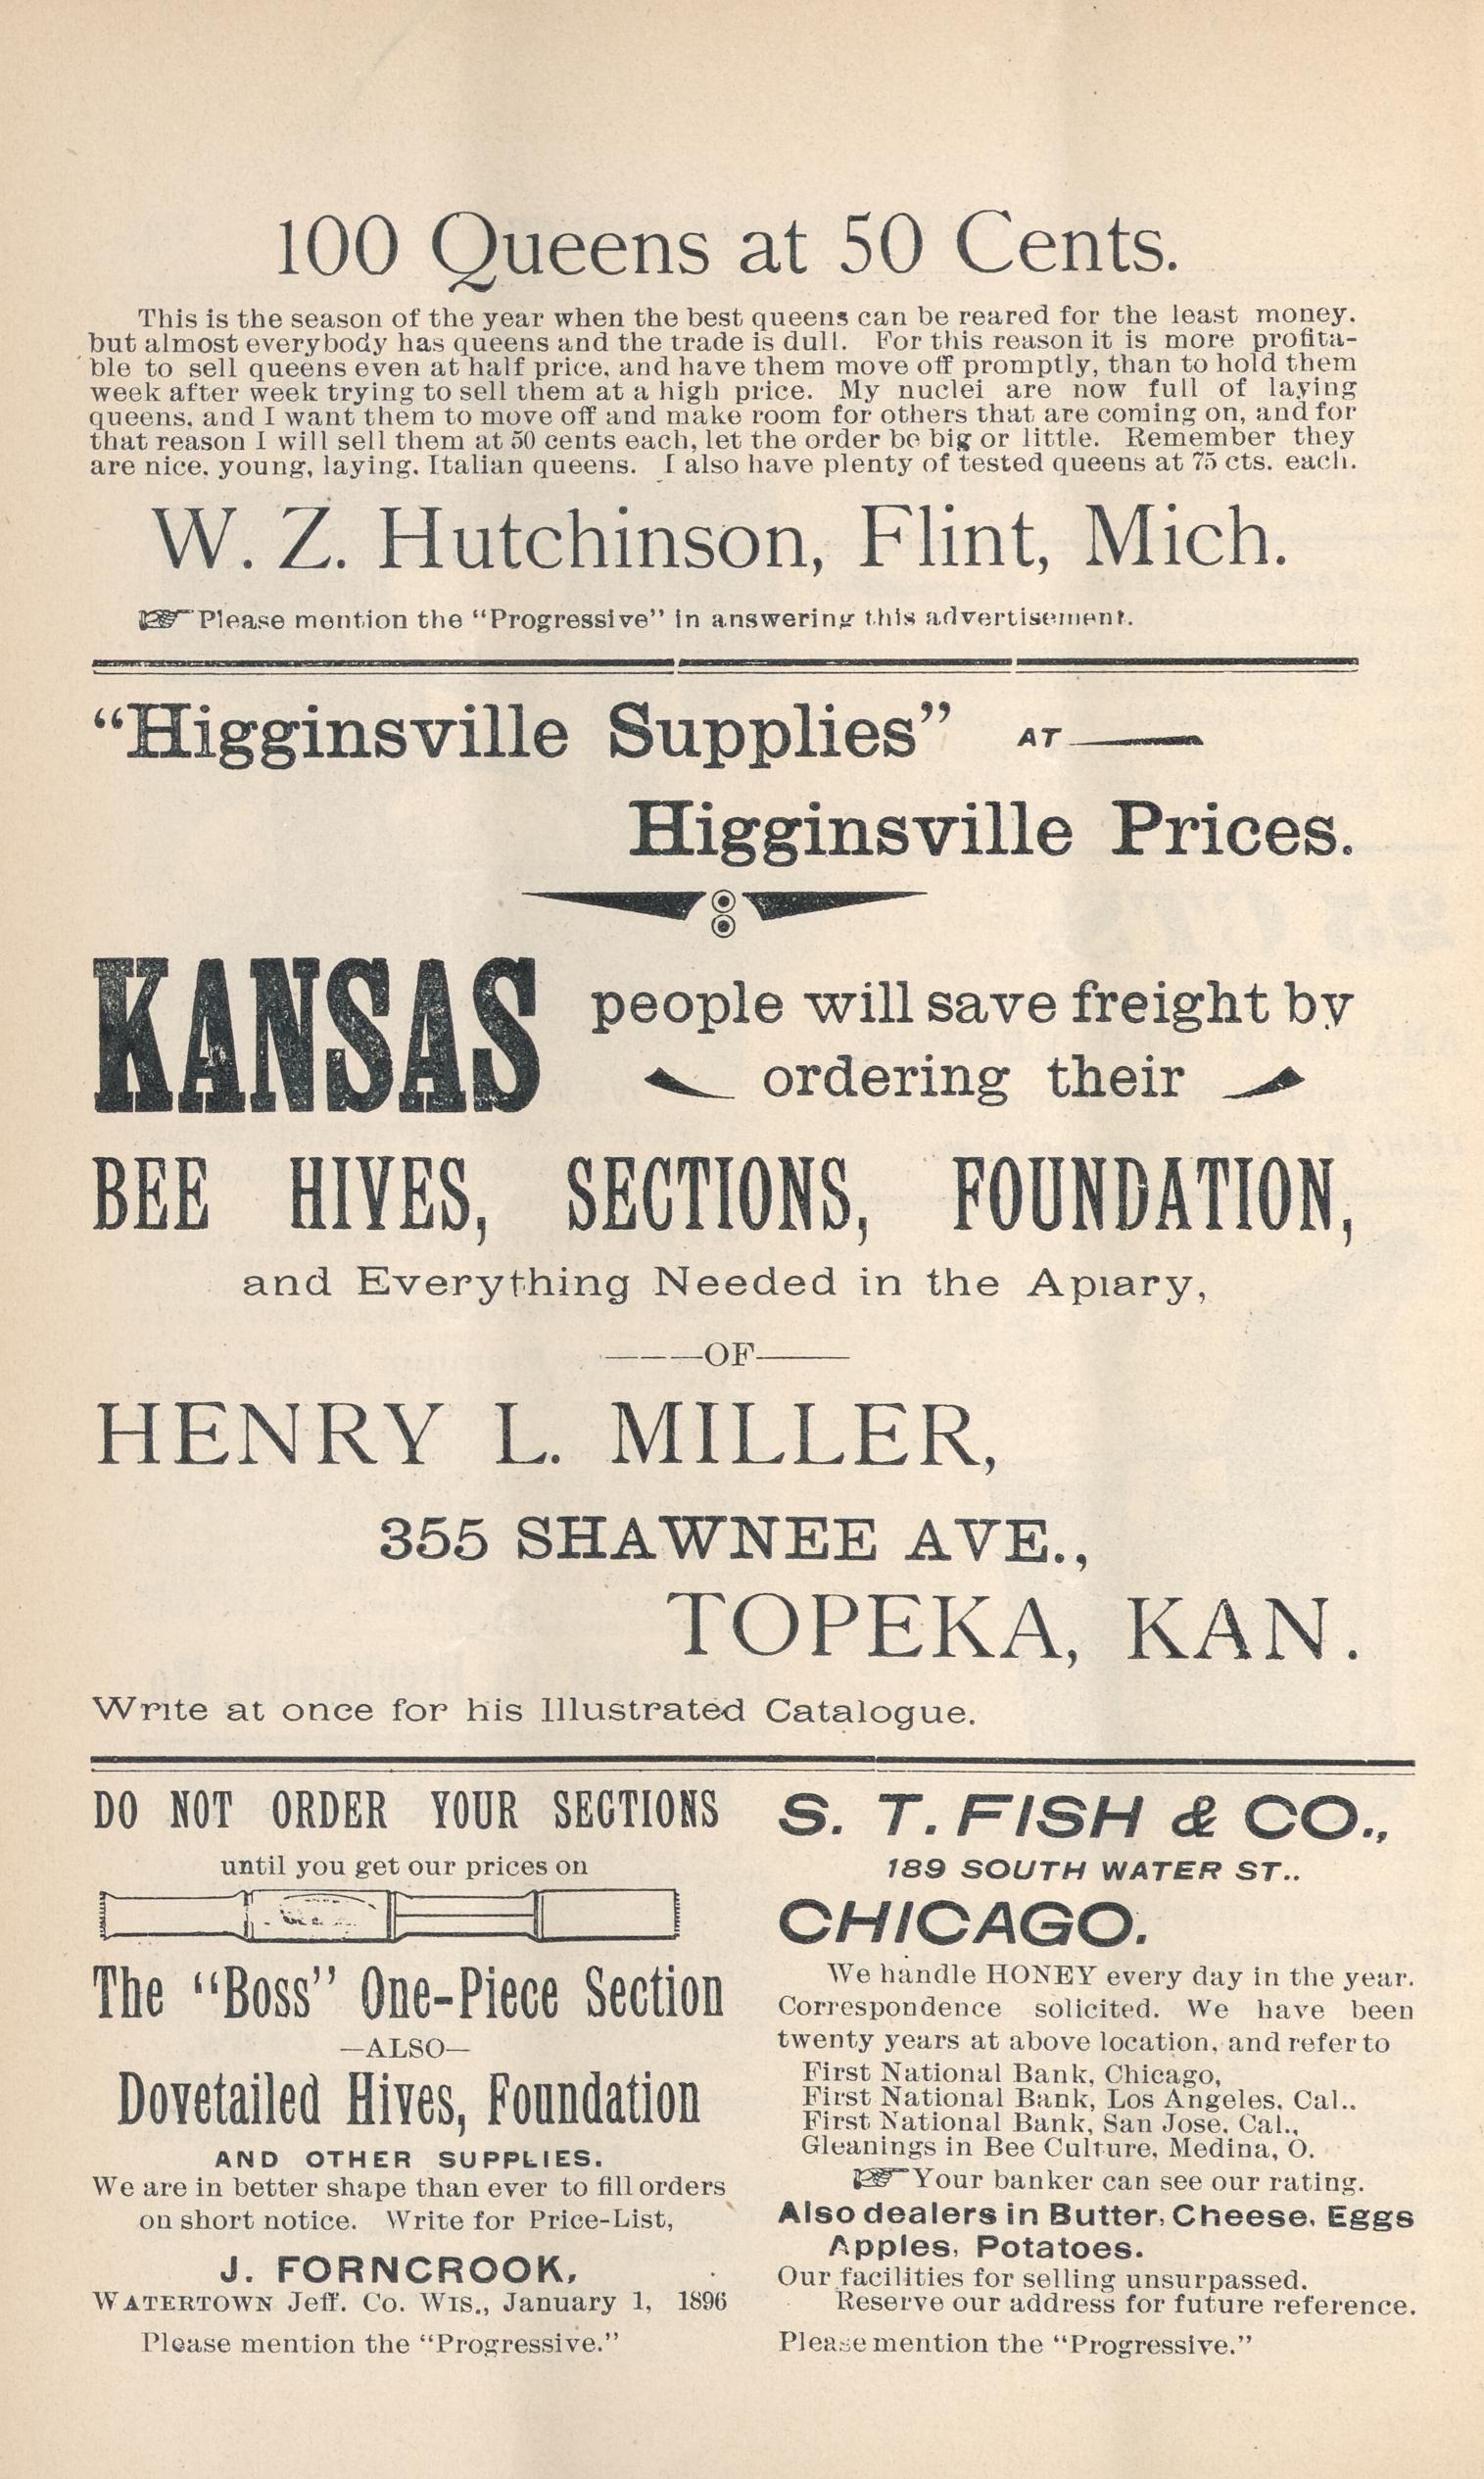 100 Queens at 50 Cents.
This is the season of the year when the best queens can be reared for the least money.
but almost everybody has queens and the trade is dull. For this reason it is more profita-
ble to sell queens even at half price, and have them move off promptly, than to hold them
week after week trying to sell them at a high price. My nuclei are now full of laying
queens, and I want them to move off and make room for others that are coming on, and for
that reason I will sell them at 50 cents each, let the order be big or little. Remember they
are nice, young, laying, Italian queens. I also have plenty of tested queens at 75 cts. each.
W. Z. Hutchinson, Flint, Mich.
☞ Please mention the "Progressive" in answering this advertisement.
"Higginsville Supplies" AT
Higginsville Prices.
KANSAS people will save freight by
ordering their
BEE HIVES, SECTIONS, FOUNDATION,
and Everything Needed in the Apiary,
———OF———
HENRY L. MILLER,
355 SHAWNEE AVE.,
TOPEKA, KAN.
Write at once for his Illustrated Catalogue.
DO NOT ORDER YOUR SECTIONS
until you get our prices on
The "Boss" One-Piece Section
—ALSO—
Dovetailed Hives, Foundation
AND OTHER SUPPLIES.
We are in better shape than ever to fill orders
on short notice. Write for Price-List,
J. FORNCROOK,
WATERTOWN Jeff. Co. WIS., January 1, 1896
Please mention the "Progressive."
S. T. FISH & CO.,
189 SOUTH WATER ST..
CHICAGO.
We handle HONEY every day in the year.
Correspondence solicited. We have been
twenty years at above location, and refer to
First National Bank, Chicago,
First National Bank, Los Angeles, Cal..
First National Bank, San Jose, Cal.,
Gleanings in Bee Culture, Medina, O.
☞ Your banker can see our rating.
Also dealers in Butter, Cheese, Eggs
Apples, Potatoes.
Our facilities for selling unsurpassed.
Reserve our address for future reference.
Please mention the "Progressive."